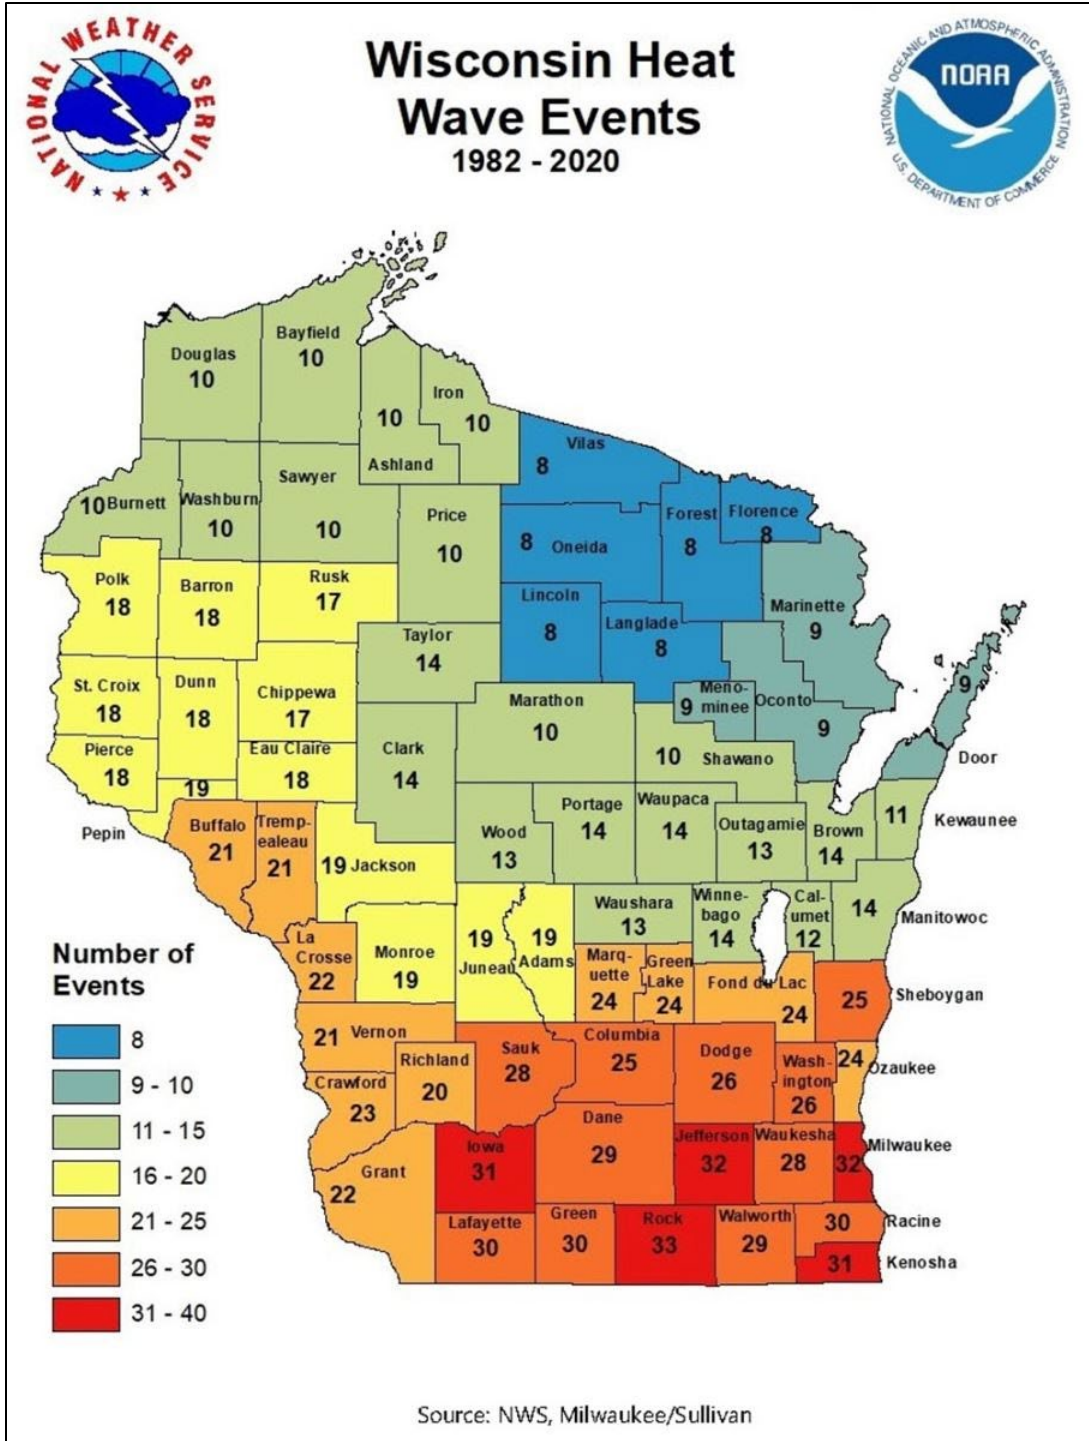 NATIONAL WEATHER SERVICE
Wisconsin Heat
Wave Events
1982 - 2020
NATIONAL OCEANIC AND ATMOSPHERIC ADMINISTRATION
NOAA
U.S. DEPARTMENT OF COMMERCE
Bayfield
10
Douglas
10
Iron
10
10
Ashland
Vilas
8
Sawyer
10
10 Burnett
Washburn
10
Price
10
Forest
8
Florence
8
8 Oneida
Polk
18
Barron
18
Rusk
17
Lincoln
8
Langlade
8
Marinette
9
Taylor
14
St. Croix
18
Dunn
18
Chippewa
17
Marathon
10
Meno-
9 minee
Oconto
9
9
Door
Pierce
18
Eau Claire
18
Clark
14
10 Shawano
19
Pepin
Buffalo
21
Tremp-
ealeau
21
19 Jackson
Wood
13
Portage
14
Waupaca
14
Outagamie
13
Brown
14
11
Kewaunee
Waushara
13
Winne-
bago
14
Cal-
umet
12
14
Manitowoc
La
Crosse
22
Monroe
19
19
Juneau
19
Adams
Marq-
uette
24
Green
Lake
24
Fond du Lac
24
25
Sheboygan
21 Vernon
Richland
20
Sauk
28
Columbia
25
Dodge
26
Wash-
ington
26
24
Ozaukee
Crawford
23
Dane
29
Iowa
31
Jefferson
32
Waukesha
28
32
Milwaukee
Grant
22
Lafayette
30
Green
30
Rock
33
Walworth
29
30
Racine
31
Kenosha
Number of
Events
8
9 - 10
11 - 15
16 - 20
21 - 25
26 - 30
31 - 40
Source: NWS, Milwaukee/Sullivan